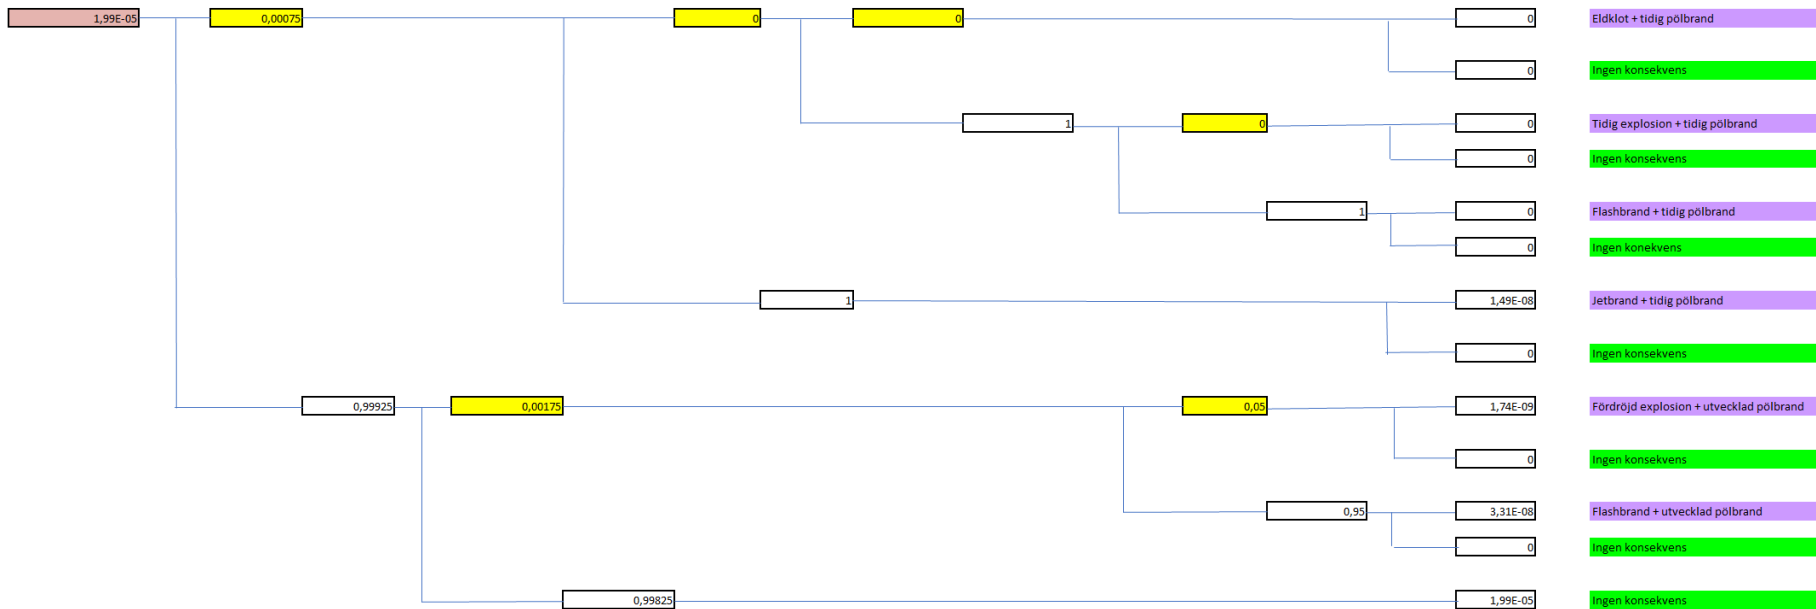 1,99E-05 0,00075 0 0 0 Eldklot + tidig pölbrand
0 Ingen konsekvens
1 0 0 Tidig explosion + tidig pölbrand
0 Ingen konsekvens
1 0 Flashbrand + tidig pölbrand
0 Ingen konekvens
1 1,49E-08 Jetbrand + tidig pölbrand
0 Ingen konsekvens
0,99925 0,00175 0,05 1,74E-09 Fördröjd explosion + utvecklad pölbrand
0 Ingen konsekvens
0,95 3,31E-08 Flashbrand + utvecklad pölbrand
0 Ingen konsekvens
0,99825 1,99E-05 Ingen konsekvens